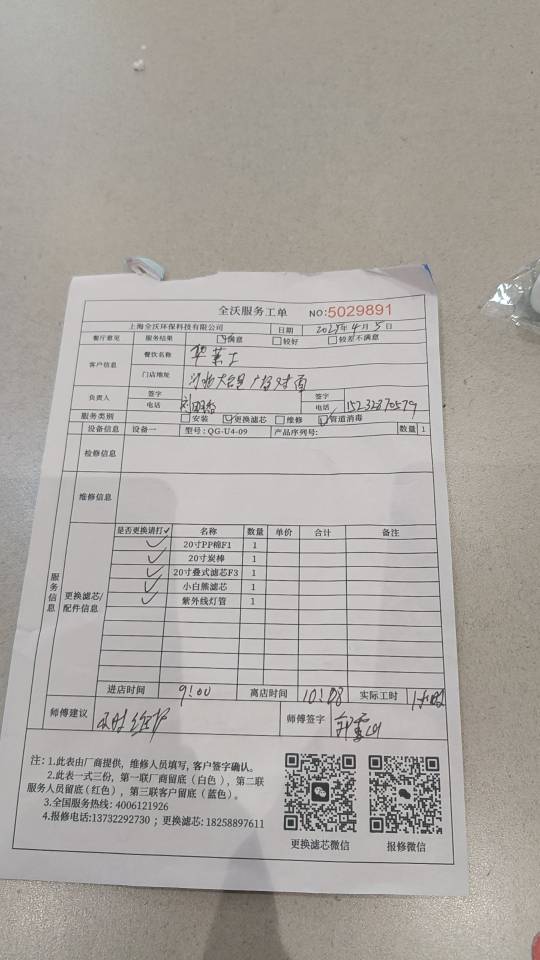 全沃服务工单 NO:5029891
上海全沃环保科技有限公司 日期 2025年4月5日
餐厅意见 服务结果 ☑满意 □较好 □较差不满意
客户信息 餐饮名称 华莱士
门店地址 广场对面
负责人 签字 电话 签字 电话 15232870579
服务类别 □安装 ☑更换滤芯 □维修 ☑管道消毒
设备信息 设备一 型号:QG-U4-09 产品序列号: 数量 1
检修信息
维修信息
服务信息
更换滤芯/配件信息
是否更换请打✓ 名称 数量 单价 合计 备注
✓ 20寸PP棉F1 1
✓ 20寸炭棒 1
✓ 20寸叠式滤芯F3 1
✓ 小白熊滤芯 1
✓ 紫外线灯管 1
进店时间 9:00 离店时间 10:08 实际工时 1小时
师傅建议 及时维护 师傅签字
注:1.此表由厂商提供,维修人员填写,客户签字确认。
2.此表一式三份,第一联厂商留底(白色),第二联
服务人员留底(红色),第三联客户留底(蓝色)。
3.全国服务热线:4006121926
4.报修电话:13732292730;更换滤芯:18258897611
更换滤芯微信 报修微信